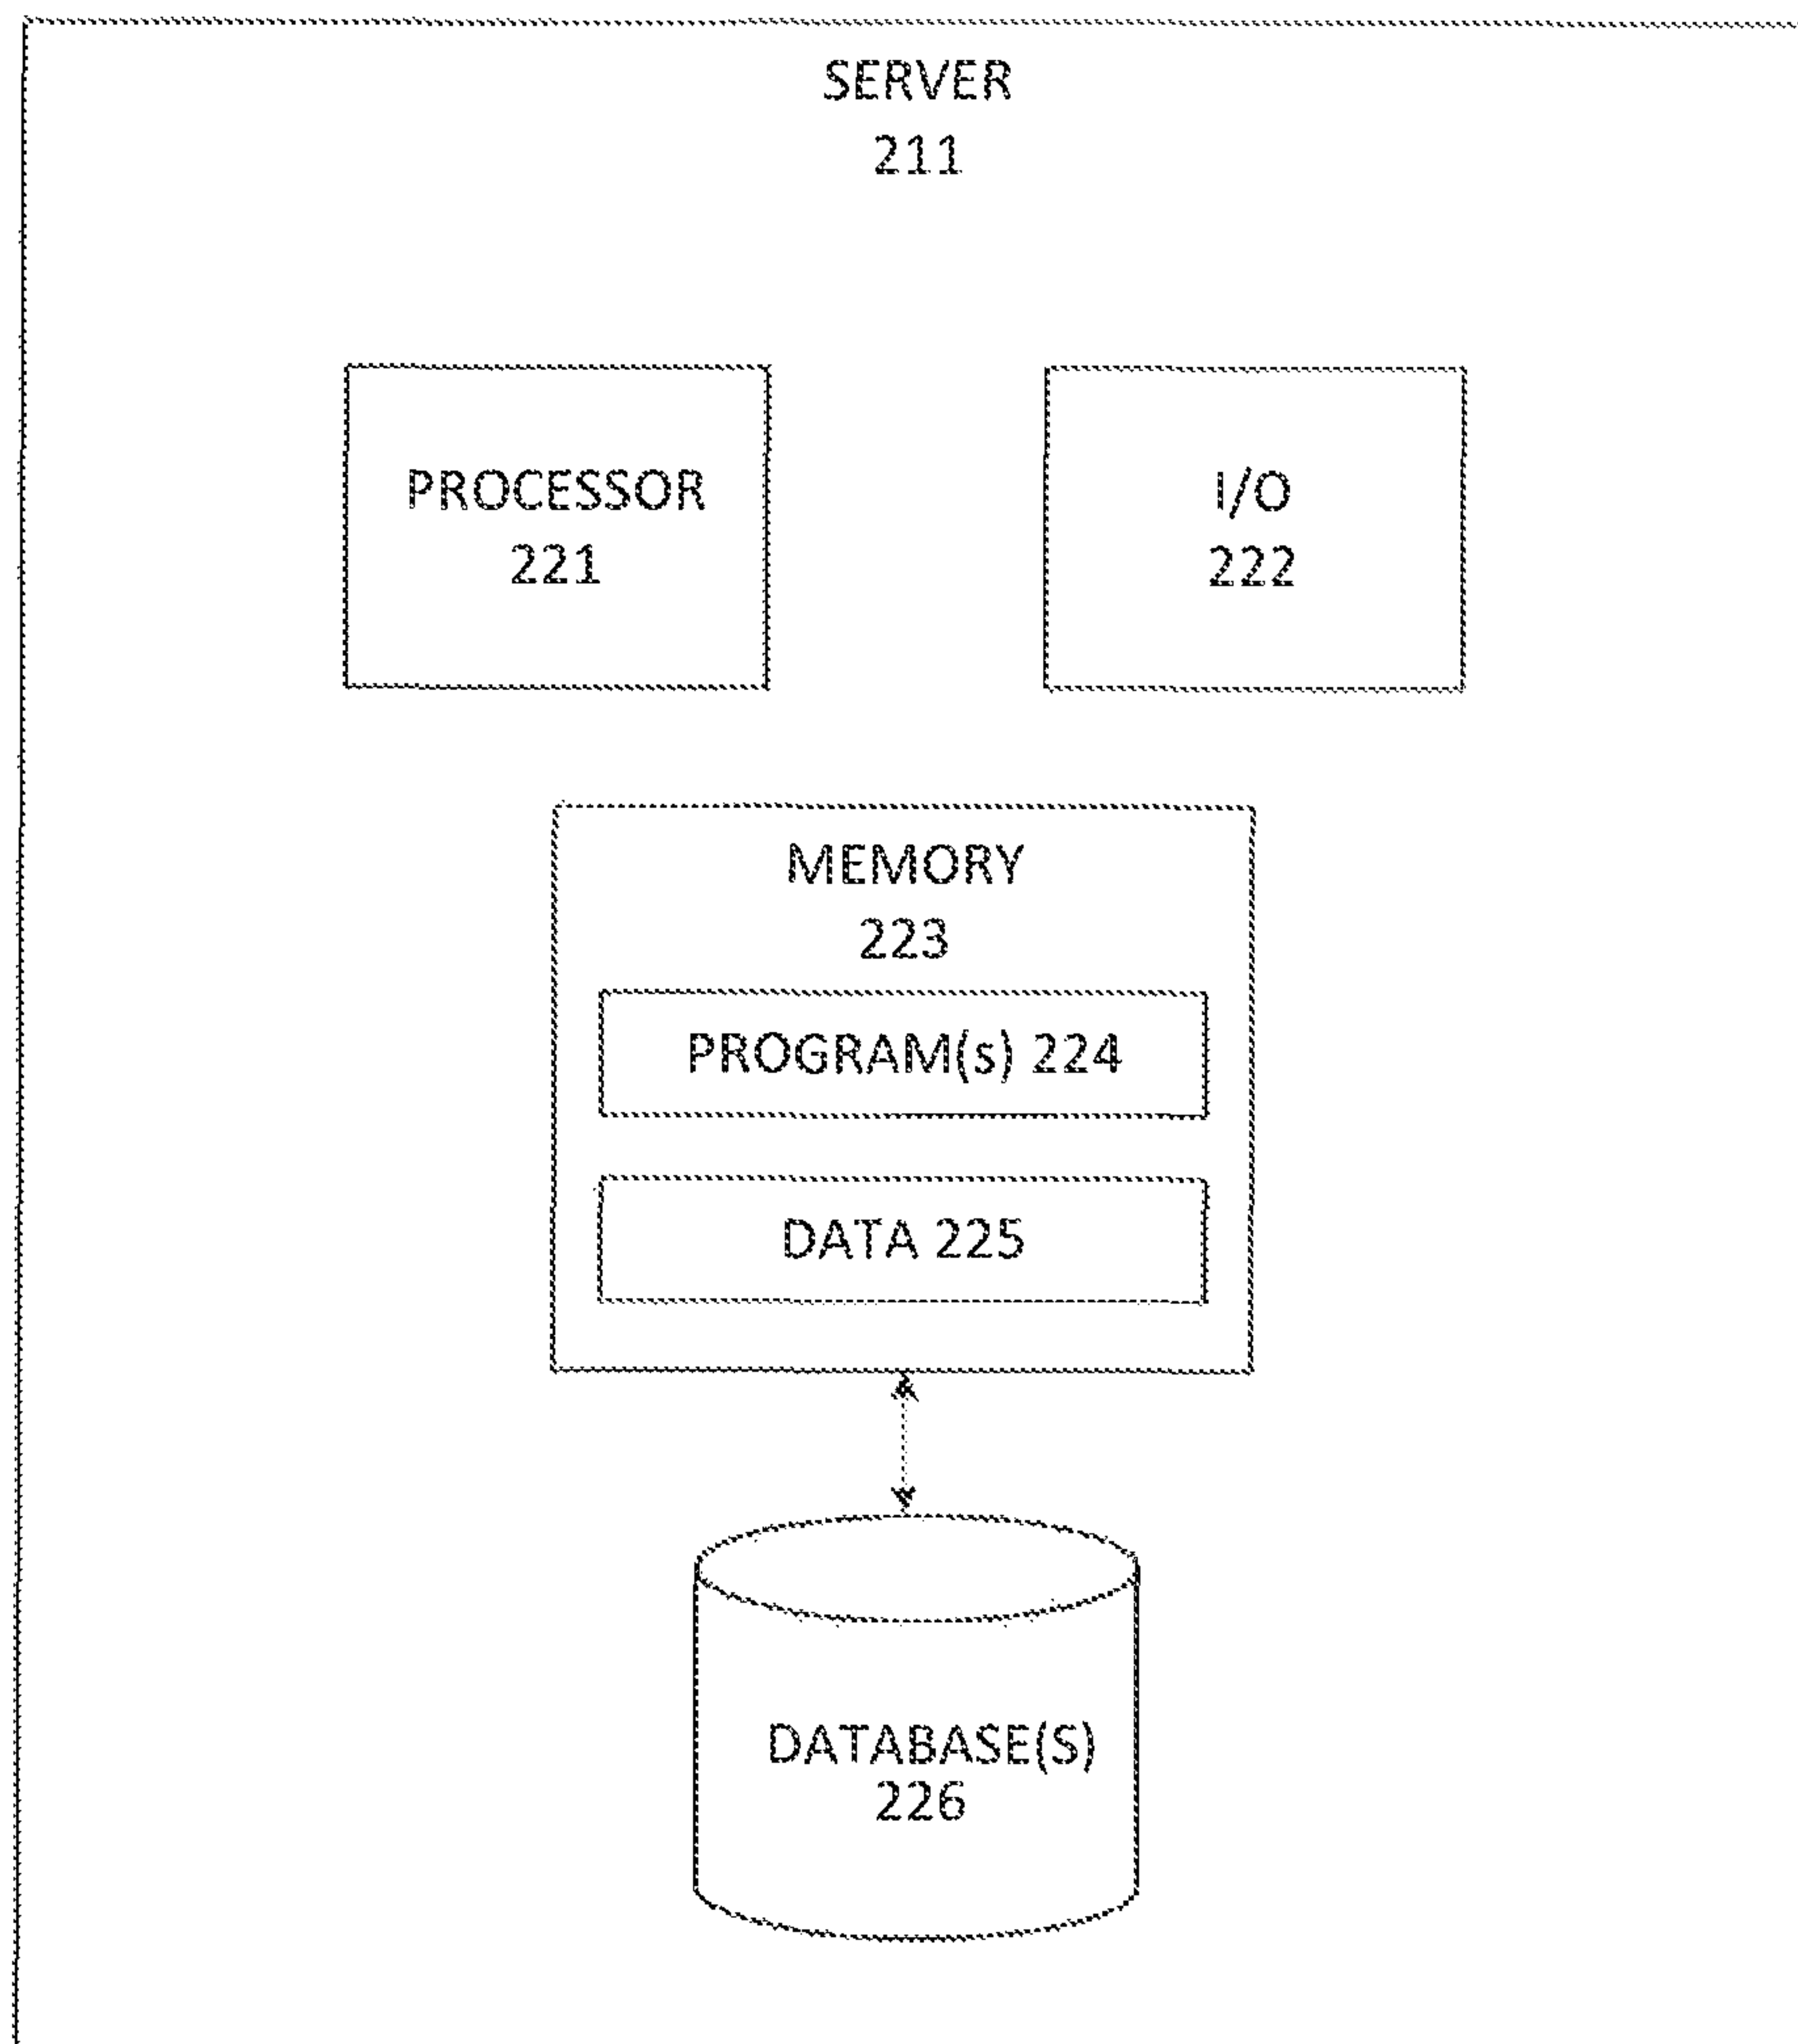 SERVER
211
PROCESSOR
221
I/O
222
MEMORY
223
PROGRAM(s) 224
DATA 225
DATABASE(S)
226